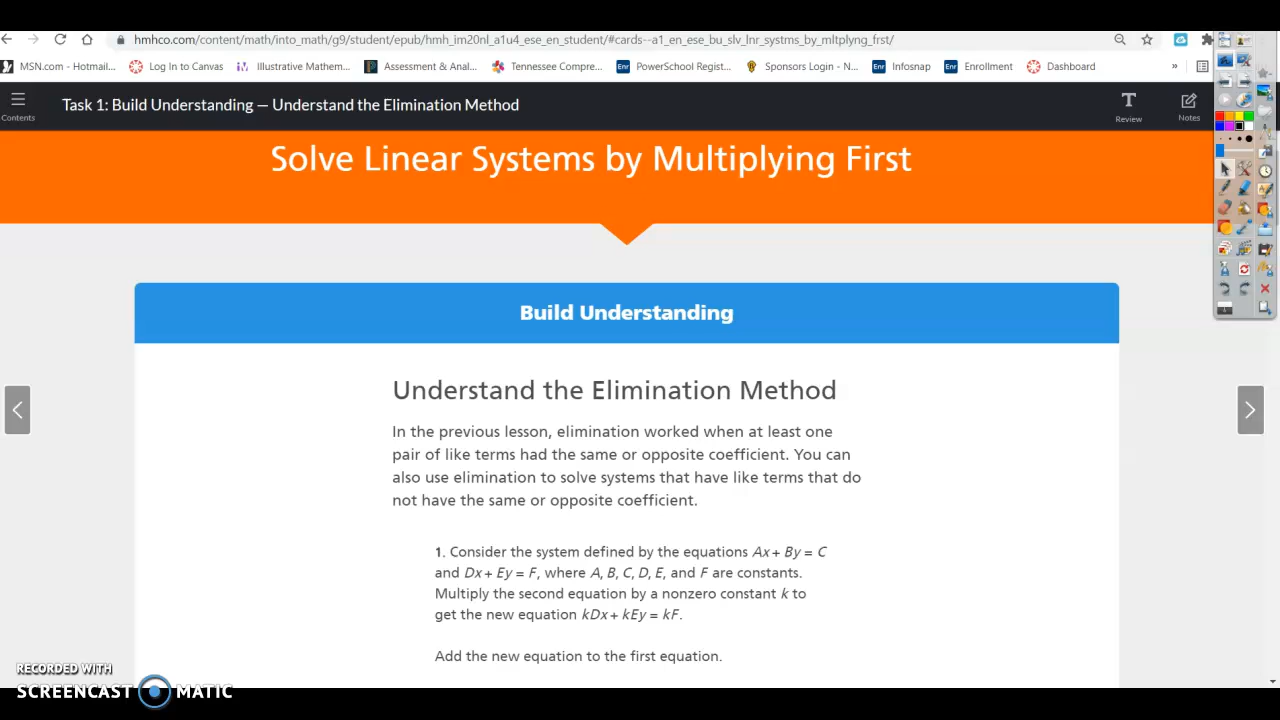 hmhco.com/content/math/into_math/g9/student/epub/hmh_im20nl_a1u4_ese_en_student/#cards--a1_en_ese_bu_slv_lnr_systms_by_mltplyng_frst/
MSN.com - Hotmail... Log In to Canvas Illustrative Mathem... Assessment & Anal... Tennessee Compre... Enr PowerSchool Regist... Sponsors Login - N... Enr Infosnap Enr Enrollment Dashboard »
Contents
Task 1: Build Understanding — Understand the Elimination Method
T Review
Notes
Solve Linear Systems by Multiplying First
Build Understanding
Understand the Elimination Method
In the previous lesson, elimination worked when at least one
pair of like terms had the same or opposite coefficient. You can
also use elimination to solve systems that have like terms that do
not have the same or opposite coefficient.
1. Consider the system defined by the equations Ax + By = C
and Dx + Ey = F, where A, B, C, D, E, and F are constants.
Multiply the second equation by a nonzero constant k to
get the new equation kDx + kEy = kF.
Add the new equation to the first equation.
RECORDED WITH
SCREENCAST MATIC